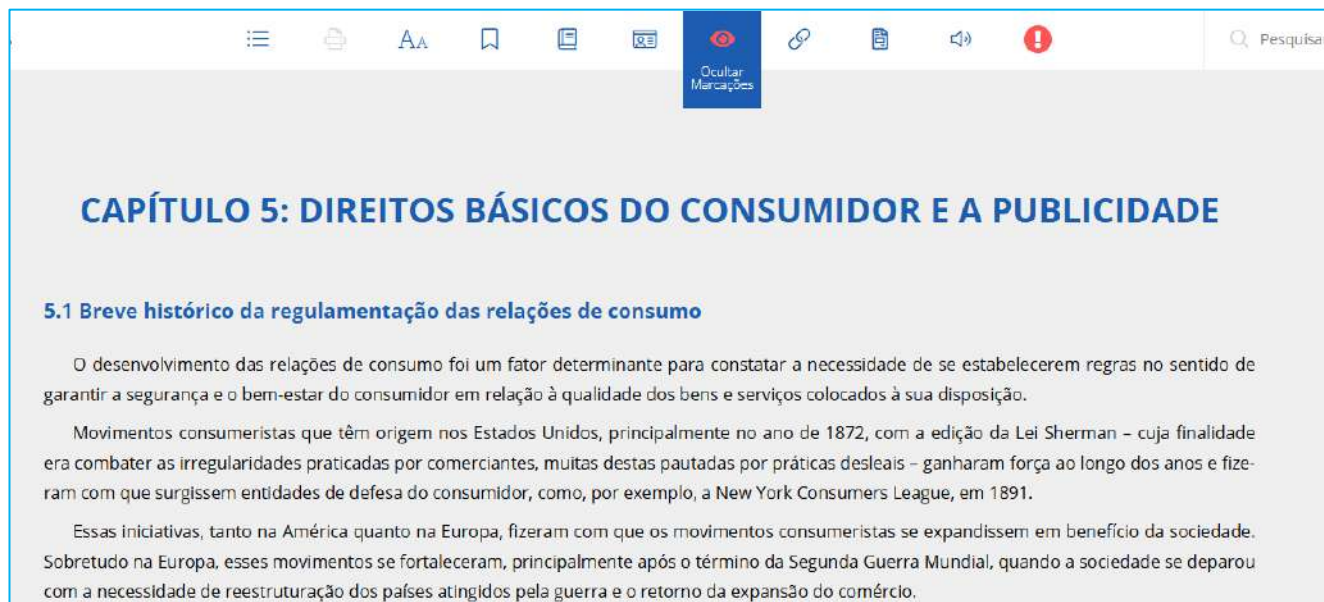 AA
Ocultar
Marcações
Pesquisar
CAPÍTULO 5: DIREITOS BÁSICOS DO CONSUMIDOR E A PUBLICIDADE
5.1 Breve histórico da regulamentação das relações de consumo
O desenvolvimento das relações de consumo foi um fator determinante para constatar a necessidade de se estabelecerem regras no sentido de
garantir a segurança e o bem-estar do consumidor em relação à qualidade dos bens e serviços colocados à sua disposição.
Movimentos consumeristas que têm origem nos Estados Unidos, principalmente no ano de 1872, com a edição da Lei Sherman – cuja finalidade
era combater as irregularidades praticadas por comerciantes, muitas destas pautadas por práticas desleais – ganharam força ao longo dos anos e fize-
ram com que surgissem entidades de defesa do consumidor, como, por exemplo, a New York Consumers League, em 1891.
Essas iniciativas, tanto na América quanto na Europa, fizeram com que os movimentos consumeristas se expandissem em benefício da sociedade.
Sobretudo na Europa, esses movimentos se fortaleceram, principalmente após o término da Segunda Guerra Mundial, quando a sociedade se deparou
com a necessidade de reestruturação dos países atingidos pela guerra e o retorno da expansão do comércio.